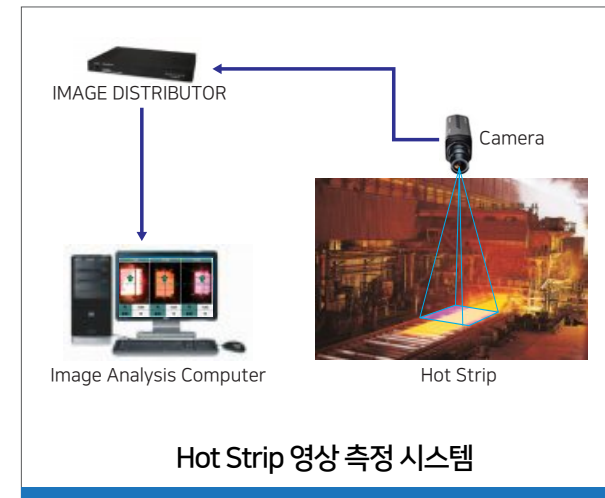 IMAGE DISTRIBUTOR
Camera
Image Analysis Computer
Hot Strip
Hot Strip 영상 측정 시스템